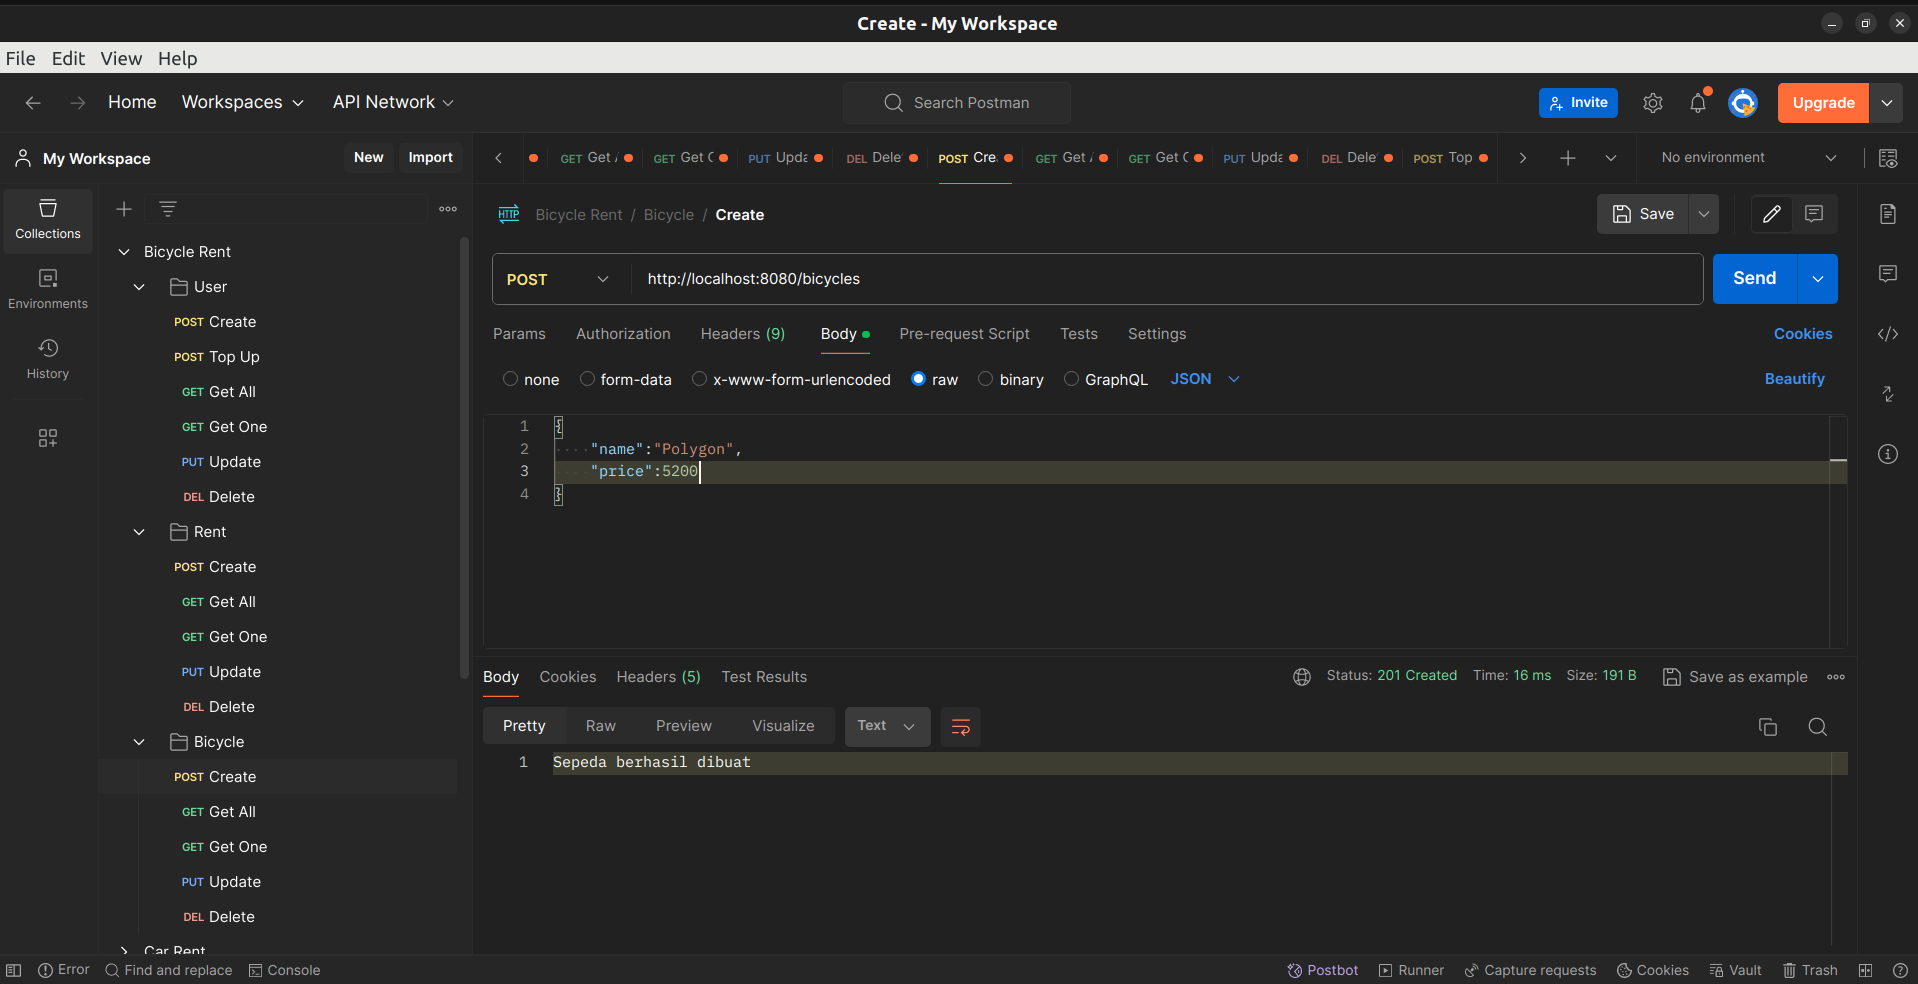 Create - My Workspace
File Edit View Help
Home Workspaces API Network Search Postman Invite Upgrade
My Workspace New Import
GET Get GET Get PUT Upda DEL Dele POST Cre GET Get GET Get PUT Upda DEL Dele POST Top No environment
Collections
Environments
History
Bicycle Rent
User
POST Create
POST Top Up
GET Get All
GET Get One
PUT Update
DEL Delete
Rent
POST Create
GET Get All
GET Get One
PUT Update
DEL Delete
Bicycle
POST Create
GET Get All
GET Get One
PUT Update
DEL Delete
Car Rent
HTTP Bicycle Rent / Bicycle / Create Save
POST http://localhost:8080/bicycles Send
Params Authorization Headers (9) Body Pre-request Script Tests Settings Cookies
none form-data x-www-form-urlencoded raw binary GraphQL JSON Beautify
1 {
2 "name":"Polygon",
3 "price":5200
4 }
Body Cookies Headers (5) Test Results Status: 201 Created Time: 16 ms Size: 191 B Save as example
Pretty Raw Preview Visualize Text
1 Sepeda berhasil dibuat
Error Find and replace Console Postbot Runner Capture requests Cookies Vault Trash